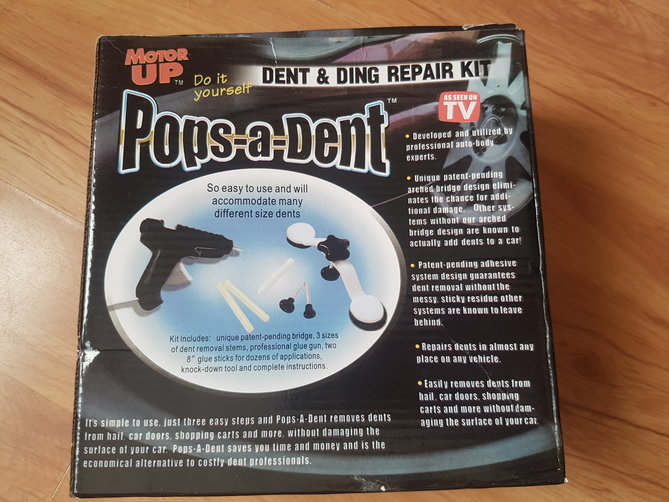 MOTOR
UP™
Do it
yourself
DENT & DING REPAIR KIT
AS SEEN ON
TV
Pops-a-Dent™
So easy to use and will
accommodate many
different size dents
Kit Includes: unique patent-pending bridge, 3 sizes
of dent removal stems, professional glue gun, two
8" glue sticks for dozens of applications,
knock-down tool and complete instructions.
• Developed and utilized by
professional auto-body
experts.
• Unique patent-pending
arched bridge design elimi-
nates the chance for addi-
tional damage. Other sys-
tems without our arched
bridge design are known to
actually add dents to a car!
• Patent-pending adhesive
system design guarantees
dent removal without the
messy, sticky residue other
systems are known to leave
behind.
• Repairs dents in almost any
place on any vehicle.
• Easily removes dents from
hail, car doors, shopping
carts and more without dam-
aging the surface of your car.
It's simple to use, just three easy steps and Pops-A-Dent removes dents
from hail, car doors, shopping carts and more, without damaging the
surface of your car. Pops-A-Dent saves you time and money and is the
economical alternative to costly dent professionals.